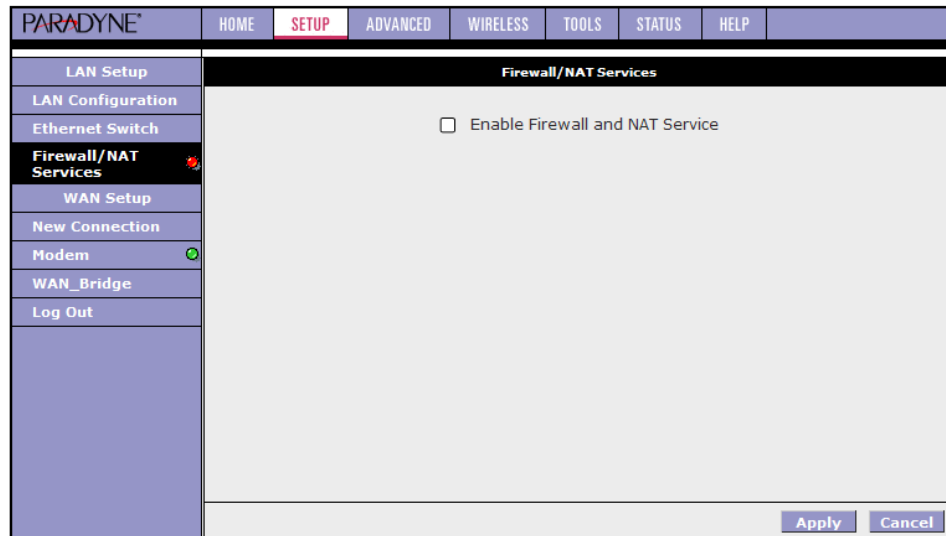 PARADYNE®
HOME SETUP ADVANCED WIRELESS TOOLS STATUS HELP
LAN Setup
LAN Configuration
Ethernet Switch
Firewall/NAT
Services
WAN Setup
New Connection
Modem
WAN_Bridge
Log Out
Firewall/NAT Services
Enable Firewall and NAT Service
Apply Cancel